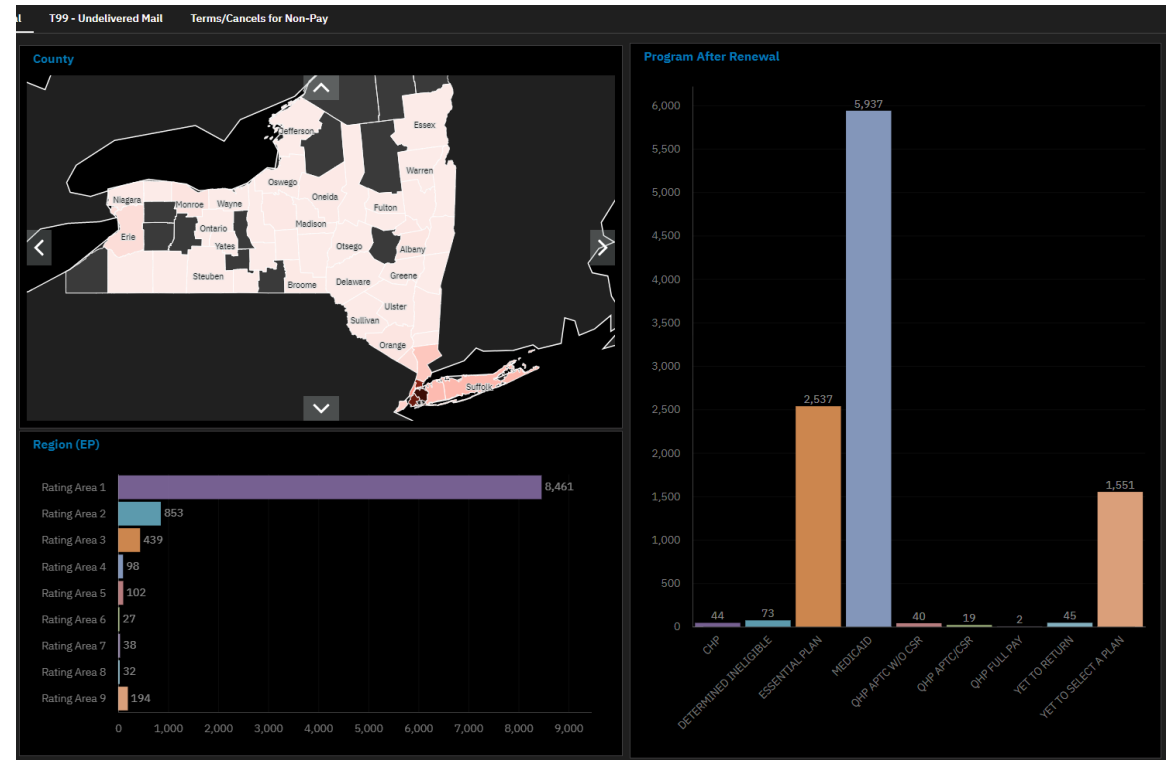 al T99 - Undelivered Mail Terms/Cancels for Non-Pay
County
Jefferson
Essex
Warren
Oswego
Oneida
Niagara
Monroe
Wayne
Fulton
Madison
Ontario
Erie
Yates
Otsego
Albany
Steuben
Broome
Delaware
Greene
Ulster
Sullivan
Orange
Suffolk
Region (EP)
Rating Area 1 8,461
Rating Area 2 853
Rating Area 3 439
Rating Area 4 98
Rating Area 5 102
Rating Area 6 27
Rating Area 7 38
Rating Area 8 32
Rating Area 9 194
0 1,000 2,000 3,000 4,000 5,000 6,000 7,000 8,000 9,000
Program After Renewal
6,000
5,500
5,000
4,500
4,000
3,500
3,000
2,500
2,000
1,500
1,000
500
0
44 73 2,537 5,937 40 19 2 45 1,551
CHP
DETERMINED INELIGIBLE
ESSENTIAL PLAN
MEDICAID
QHP APTC W/O CSR
QHP APTC/CSR
QHP FULL PAY
YET TO RETURN
YET TO SELECT A PLAN